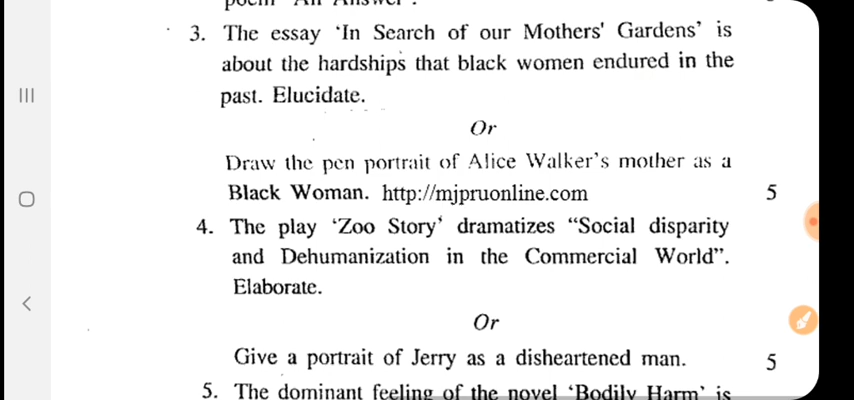 poem 'An Answer'.
3. The essay 'In Search of our Mothers' Gardens' is
about the hardships that black women endured in the
past. Elucidate.
Or
Draw the pen portrait of Alice Walker's mother as a
Black Woman. http://mjpruonline.com 5
4. The play 'Zoo Story' dramatizes "Social disparity
and Dehumanization in the Commercial World".
Elaborate.
Or
Give a portrait of Jerry as a disheartened man. 5
5. The dominant feeling of the novel 'Bodily Harm' is